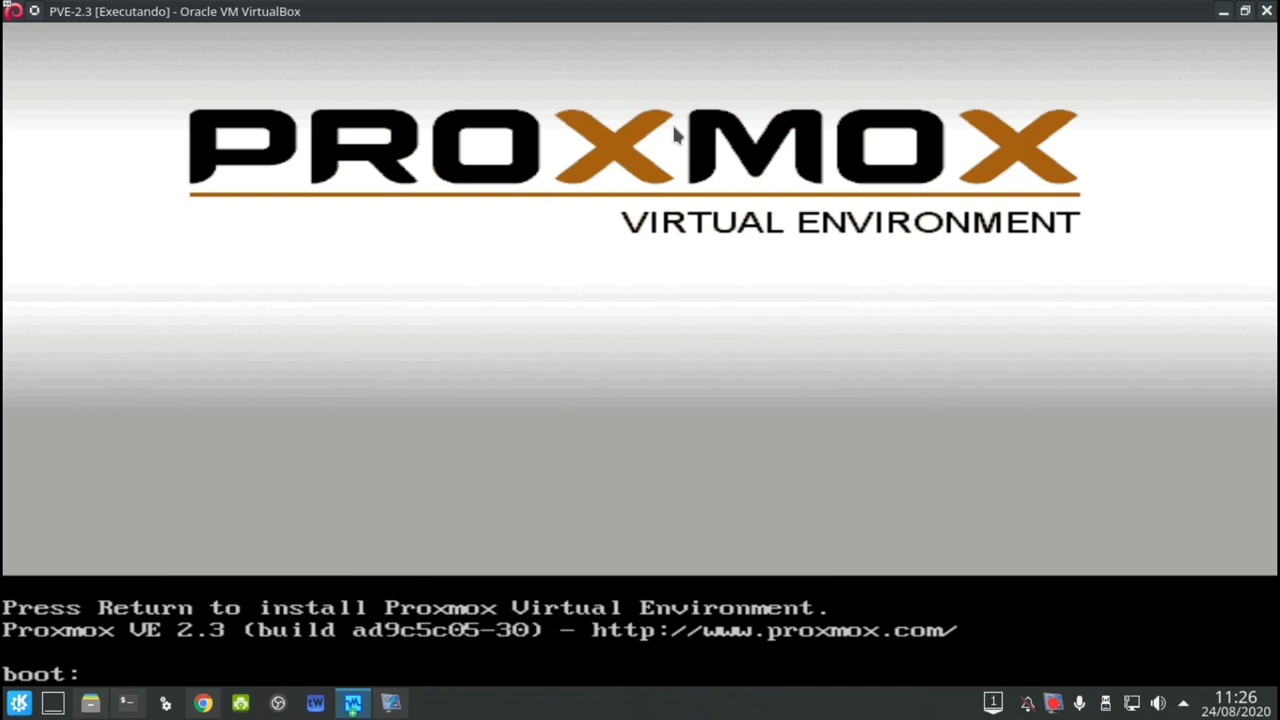 PVE-2.3 [Executando] - Oracle VM VirtualBox
PROXMOX
VIRTUAL ENVIRONMENT
Press Return to install Proxmox Virtual Environment.
Proxmox VE 2.3 (build ad9c5c05-30) - http://www.proxmox.com/
boot:
1
11:26
24/08/2020